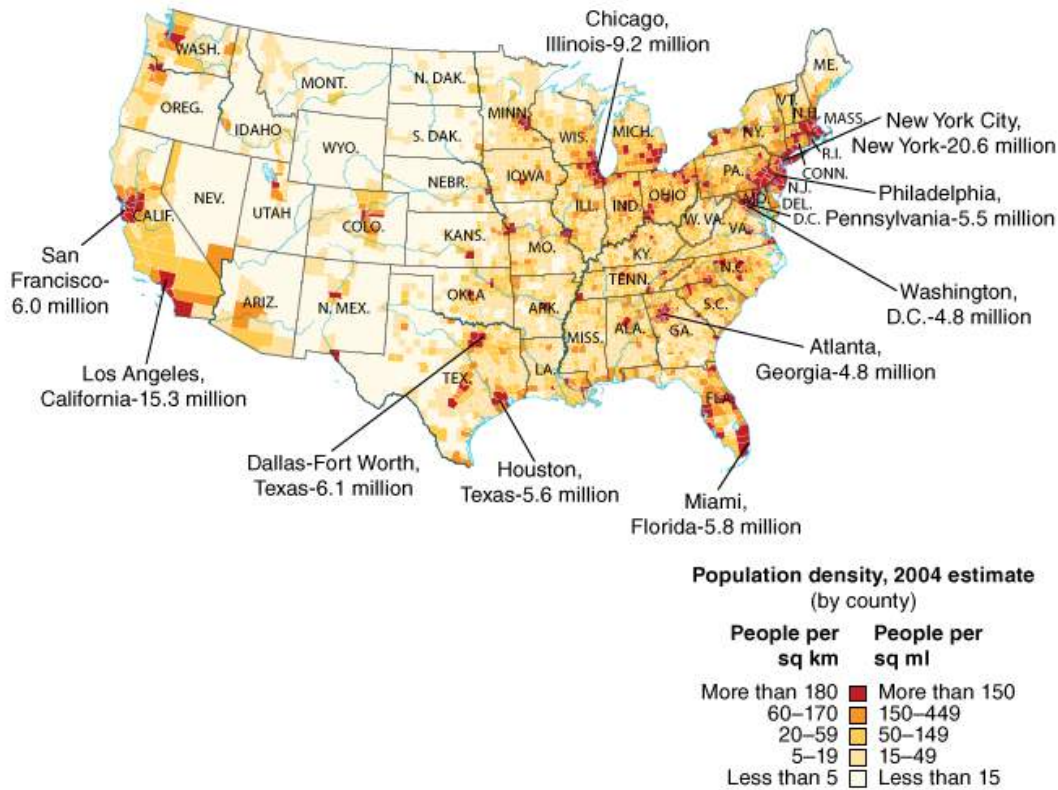 Chicago,
Illinois-9.2 million
WASH.
MONT.
N. DAK.
MINN.
ME.
OREG.
IDAHO
S. DAK.
WIS.
MICH.
VT.
N.H.
MASS.
NY.
New York City,
New York-20.6 million
R.I.
CONN.
WYO.
NEBR.
IOWA
PA.
N.J.
DEL.
D.C.
MD.
Philadelphia,
Pennsylvania-5.5 million
NEV.
UTAH
COLO.
CALIF.
KANS.
MO.
ILL.
IND.
OHIO
W. VA.
VA.
KY.
San
Francisco-
6.0 million
ARIZ.
N. MEX.
OKLA
ARK.
TENN.
N.C.
S.C.
Washington,
D.C.-4.8 million
MISS.
ALA.
GA.
Atlanta,
Georgia-4.8 million
Los Angeles,
California-15.3 million
TEX.
LA.
FLA.
Dallas-Fort Worth,
Texas-6.1 million
Houston,
Texas-5.6 million
Miami,
Florida-5.8 million
Population density, 2004 estimate
(by county)
People per People per
sq km sq ml
More than 180 More than 150
60–170 150–449
20–59 50–149
5–19 15–49
Less than 5 Less than 15